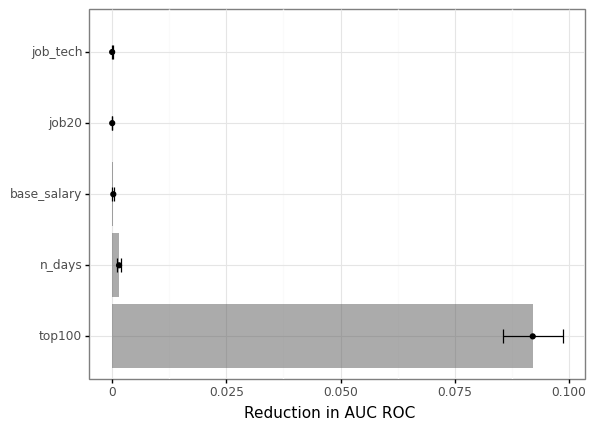 job_tech
job20
base_salary
n_days
top100
0
0.025
0.050
0.075
0.100
Reduction in AUC ROC